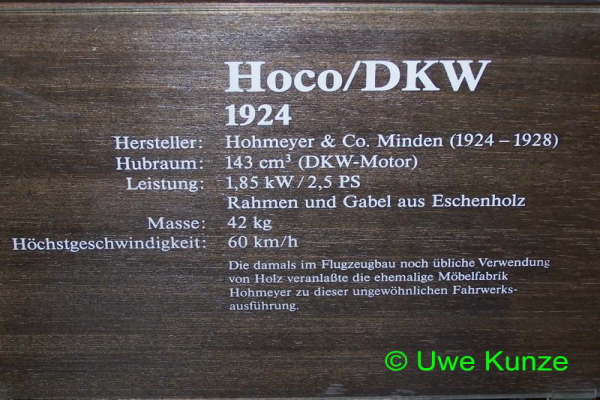 Hoco/DKW
1924
Hersteller: Hohmeyer & Co. Minden (1924 – 1928)
Hubraum: 143 cm³ (DKW-Motor)
Leistung: 1,85 kW / 2,5 PS
Rahmen und Gabel aus Eschenholz
Masse: 42 kg
Höchstgeschwindigkeit: 60 km/h
Die damals im Flugzeugbau noch übliche Verwendung
von Holz veranlaßte die ehemalige Möbelfabrik
Hohmeyer zu dieser ungewöhnlichen Fahrwerks-
ausführung.
© Uwe Kunze